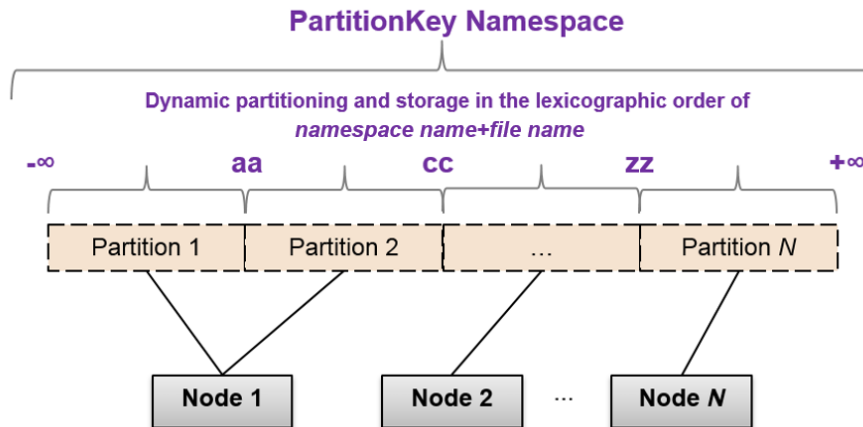 PartitionKey Namespace
Dynamic partitioning and storage in the lexicographic order of
namespace name+file name
-∞ aa cc zz +∞
Partition 1 Partition 2 ... Partition N
Node 1 Node 2 ... Node N